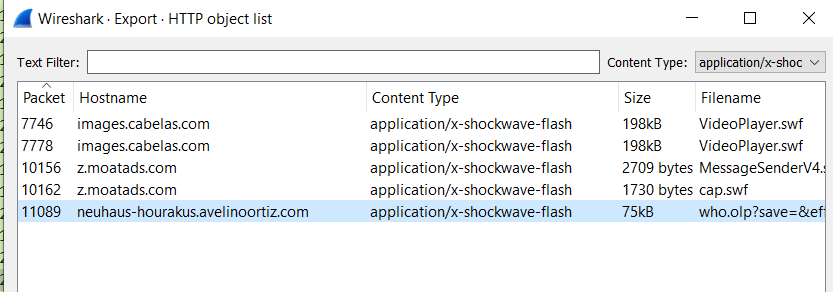 Wireshark · Export · HTTP object list
Text Filter: Content Type: application/x-shoc
Packet Hostname Content Type Size Filename
7746 images.cabelas.com application/x-shockwave-flash 198kB VideoPlayer.swf
7778 images.cabelas.com application/x-shockwave-flash 198kB VideoPlayer.swf
10156 z.moatads.com application/x-shockwave-flash 2709 bytes MessageSenderV4.s
10162 z.moatads.com application/x-shockwave-flash 1730 bytes cap.swf
11089 neuhaus-hourakus.avelinoortiz.com application/x-shockwave-flash 75kB who.olp?save=&eff